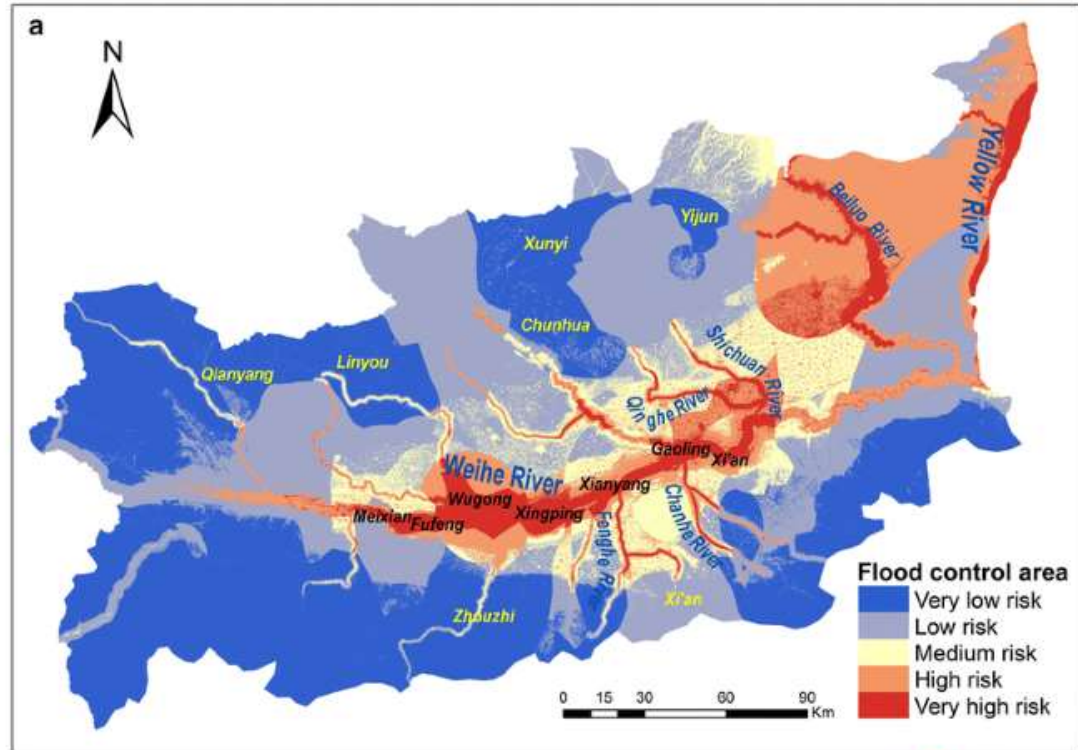 a
N
Yellow River
Beiluo River
Yijun
Xunyi
Chunhua
Shichuan River
Qianyang
Linyou
Qinghe River
Gaoling
Xi'an
Weihe River
Xianyang
Wugong
Meixian
Fufeng
Xingping
Chanhe River
Fenghe River
Zhouzhi
Xi'an
Flood control area
Very low risk
Low risk
Medium risk
High risk
Very high risk
0 15 30 60 90
Km